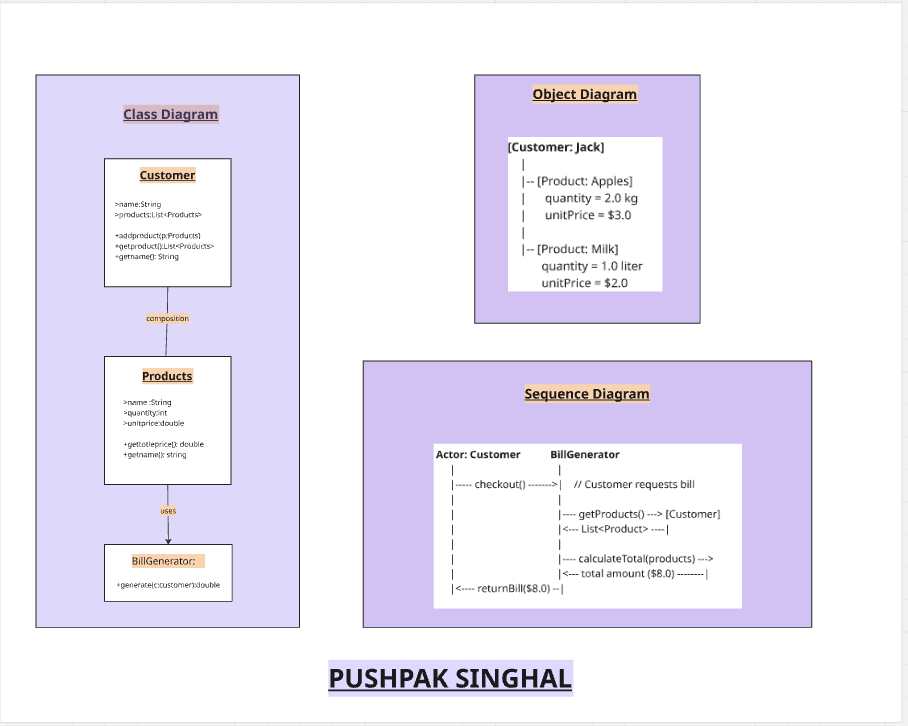 Class Diagram
Customer
>name:String
>products:List<Products>
+addproduct(p:Products)
+getproduct():List<Products>
+getname(): String
composition
Products
>name :String
>quantity:int
>unitprice:double
+gettotleprice(): double
+getname(): string
uses
BillGenerator:
+generate(c:customer):double
Object Diagram
[Customer: Jack]
|
|-- [Product: Apples]
| quantity = 2.0 kg
| unitPrice = $3.0
|
|-- [Product: Milk]
quantity = 1.0 liter
unitPrice = $2.0
Sequence Diagram
Actor: Customer BillGenerator
| |
|----- checkout() ------->| // Customer requests bill
| |
| |---- getProducts() ---> [Customer]
| |<--- List<Product> ----|
| |
| |---- calculateTotal(products) --->
| |<--- total amount ($8.0) --------|
|<---- returnBill($8.0) --|
PUSHPAK SINGHAL